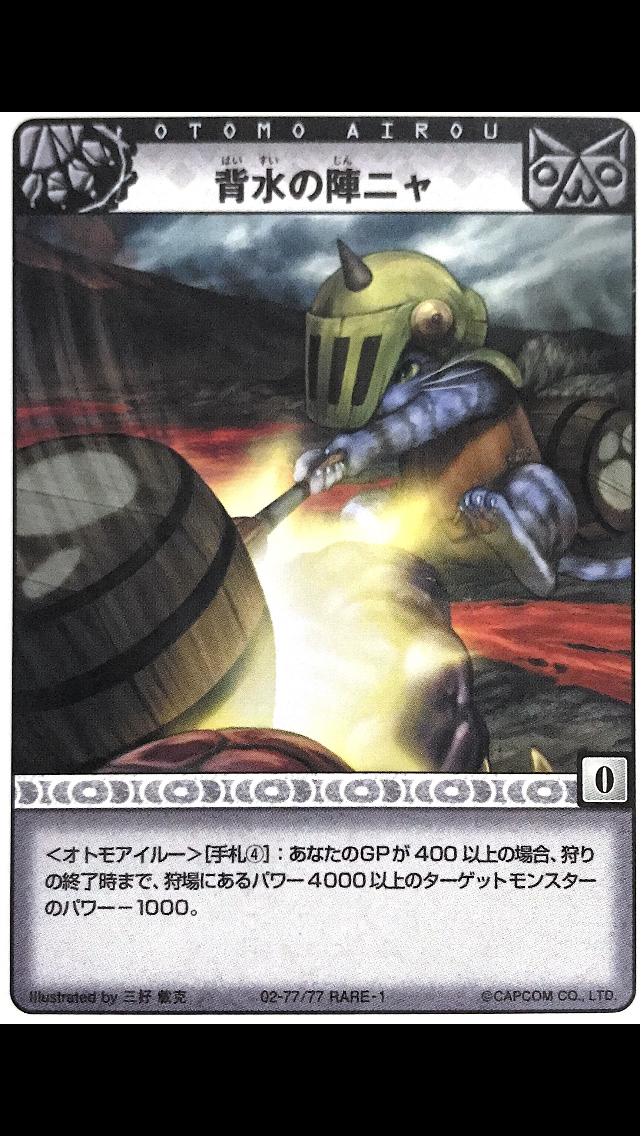 OTOMO AIROU
はい すい じん
背水の陣ニャ
0
＜オトモアイルー＞[手札④]：あなたのGPが400以上の場合、狩り
の終了時まで、狩場にあるパワー4000以上のターゲットモンスター
のパワー－1000。
Illustrated by 三好 載克 02-77/77 RARE-1 ©CAPCOM CO., LTD.